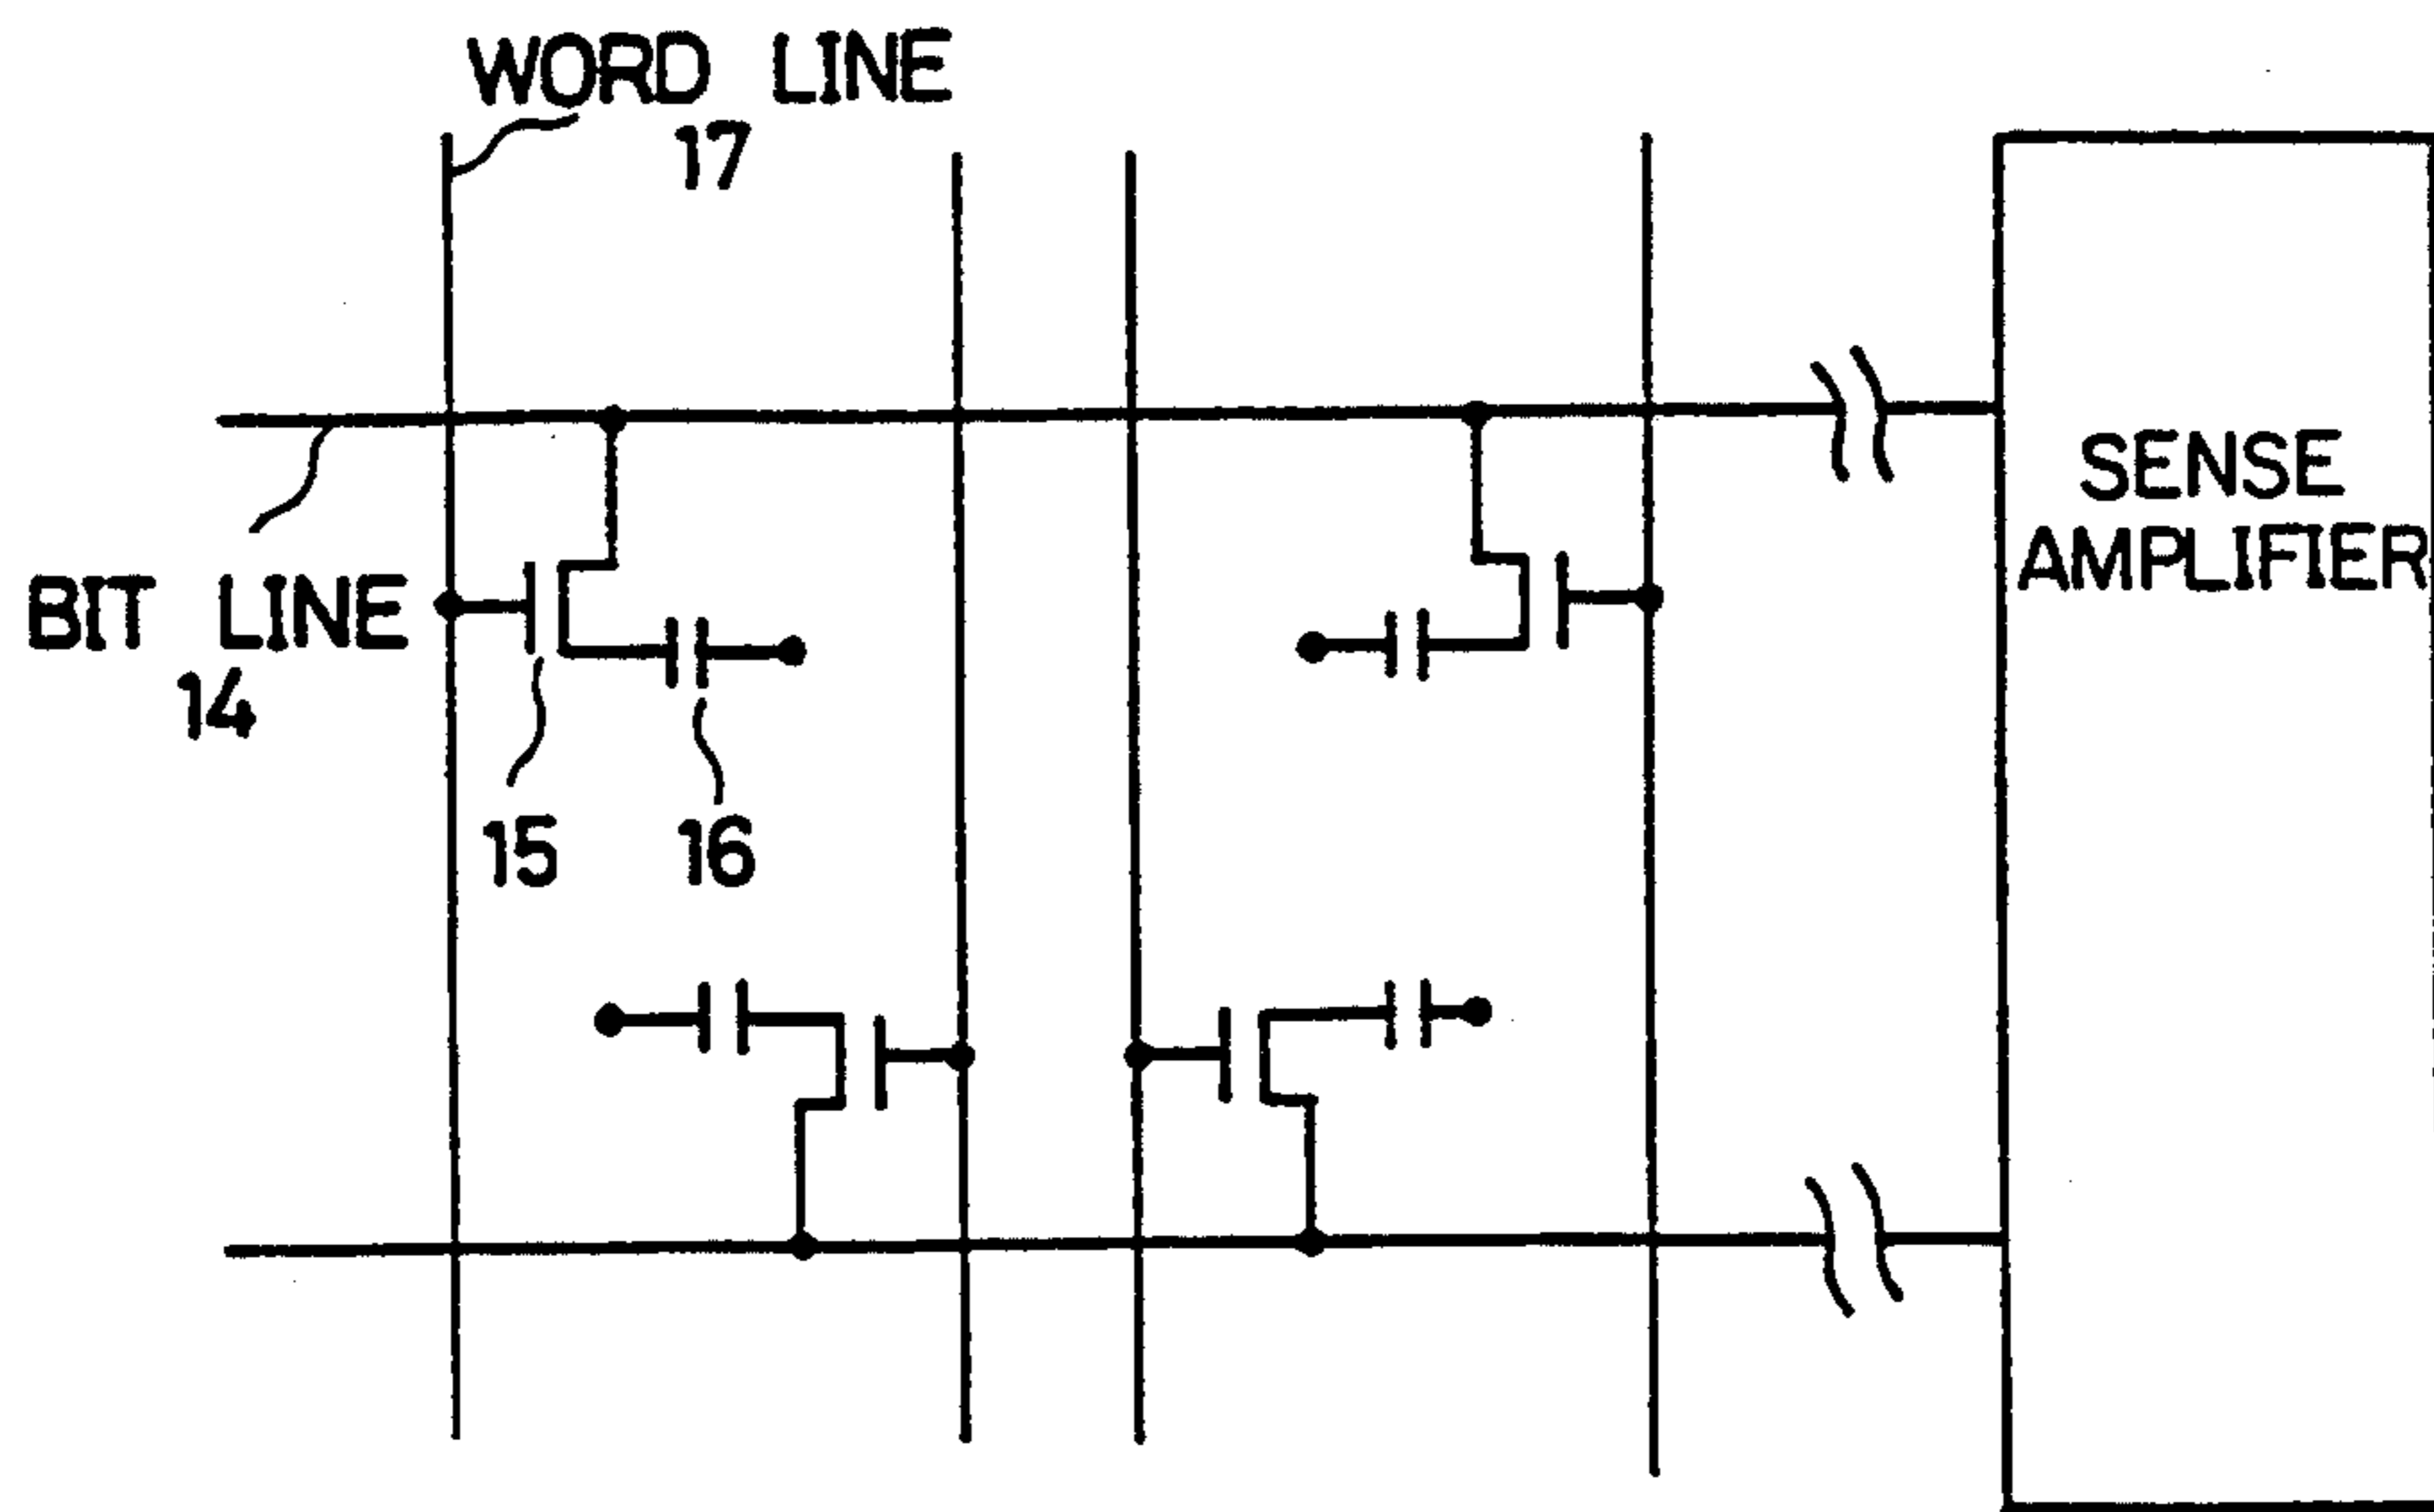 WORD LINE
17
BIT LINE
14
15
16
SENSE
AMPLIFIER